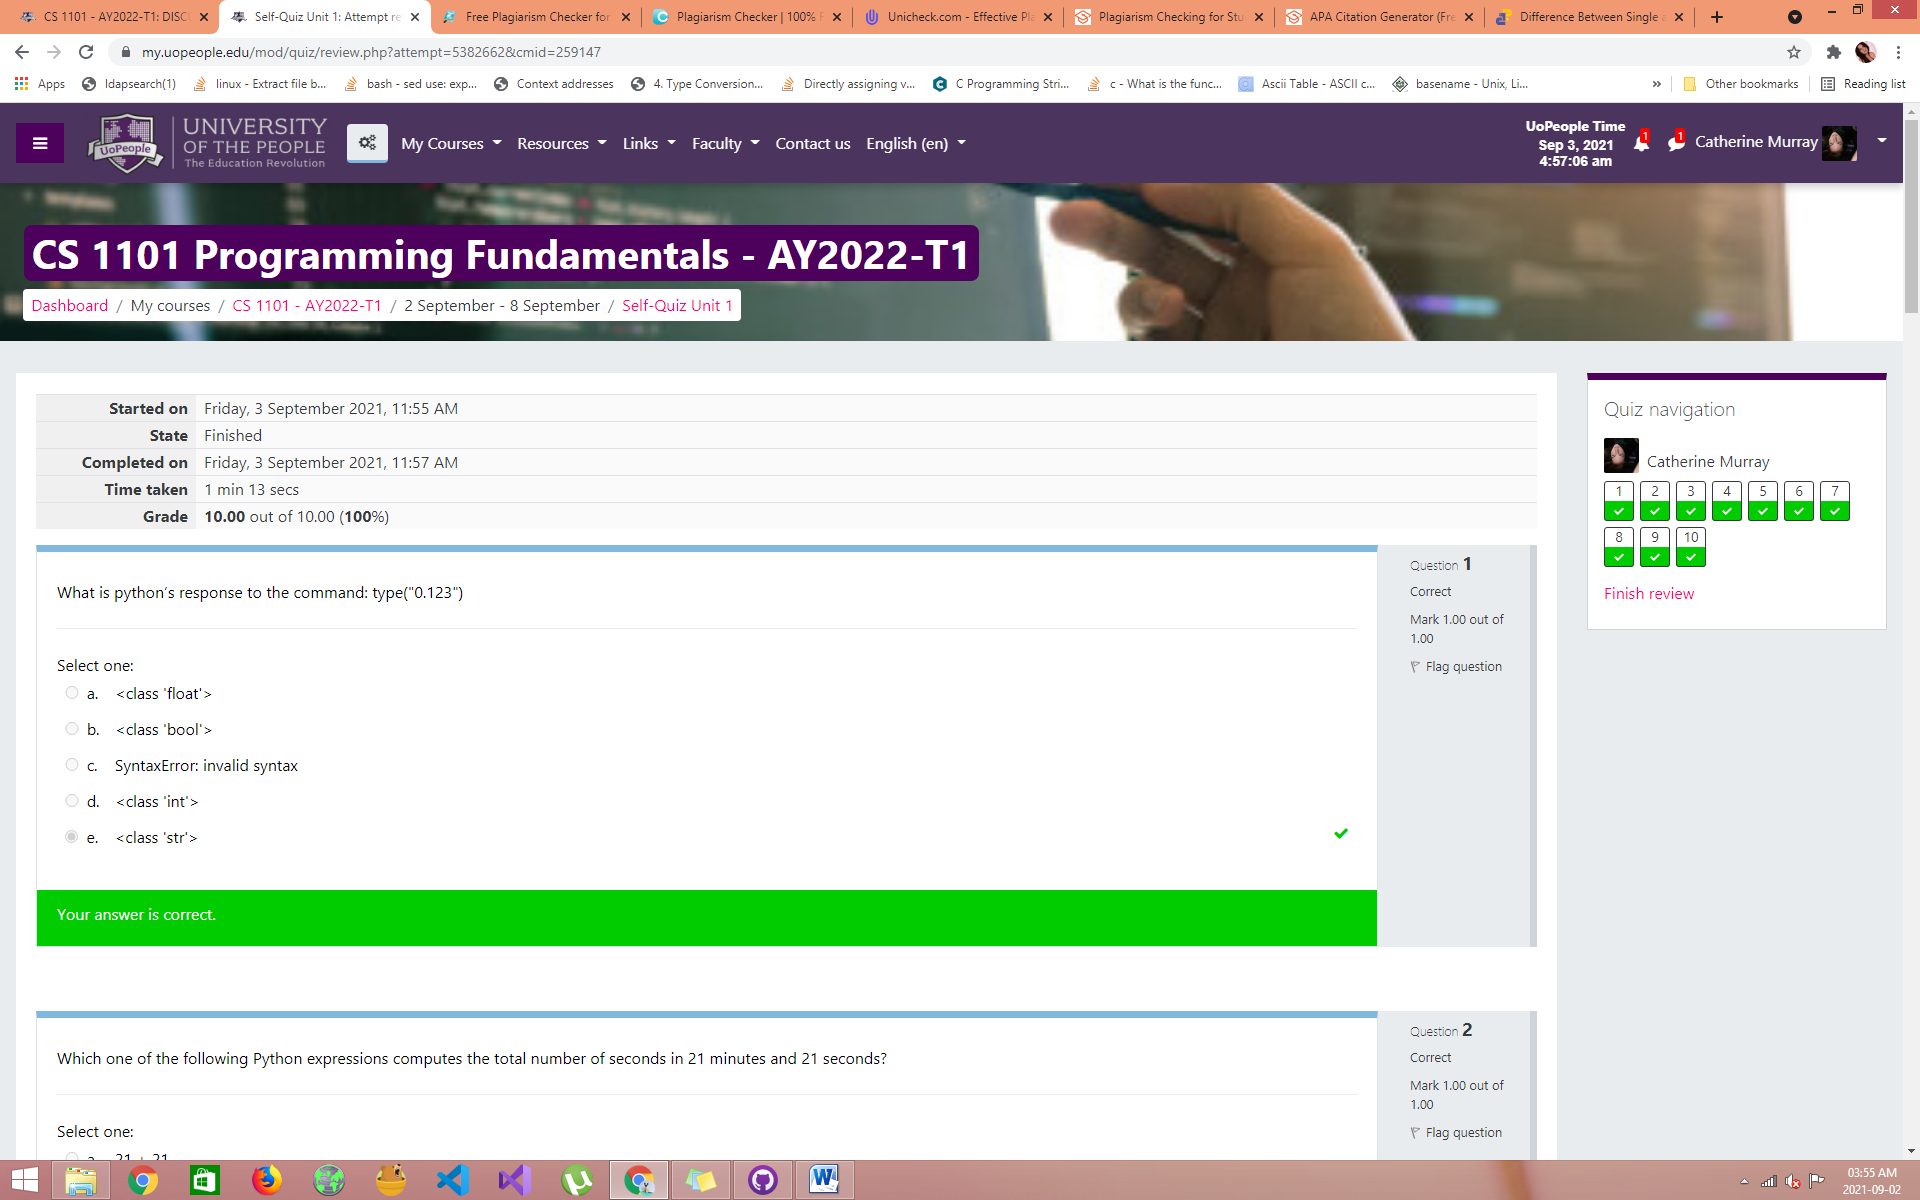 CS 1101 - AY2022-T1: DISC
Self-Quiz Unit 1: Attempt re
Free Plagiarism Checker for
Plagiarism Checker | 100% F
Unicheck.com - Effective Pl
Plagiarism Checking for Stu
APA Citation Generator (Fre
Difference Between Single a
my.uopeople.edu/mod/quiz/review.php?attempt=5382662&cmid=259147
Apps
ldapsearch(1)
linux - Extract file b...
bash - sed use: exp...
Context addresses
4. Type Conversion...
Directly assigning v...
C Programming Stri...
c - What is the func...
Ascii Table - ASCII c...
basename - Unix, Li...
»
Other bookmarks
Reading list
UoPeople
UNIVERSITY
OF THE PEOPLE
The Education Revolution
My Courses
Resources
Links
Faculty
Contact us
English (en)
UoPeople Time
Sep 3, 2021
4:57:06 am
1
1
Catherine Murray
CS 1101 Programming Fundamentals - AY2022-T1
Dashboard / My courses / CS 1101 - AY2022-T1 / 2 September - 8 September / Self-Quiz Unit 1
Started on Friday, 3 September 2021, 11:55 AM
State Finished
Completed on Friday, 3 September 2021, 11:57 AM
Time taken 1 min 13 secs
Grade 10.00 out of 10.00 (100%)
Quiz navigation
Catherine Murray
1 2 3 4 5 6 7
8 9 10
Finish review
Question 1
Correct
Mark 1.00 out of
1.00
Flag question
What is python's response to the command: type("0.123")
Select one:
a. <class 'float'>
b. <class 'bool'>
c. SyntaxError: invalid syntax
d. <class 'int'>
e. <class 'str'>
Your answer is correct.
Question 2
Correct
Mark 1.00 out of
1.00
Flag question
Which one of the following Python expressions computes the total number of seconds in 21 minutes and 21 seconds?
Select one:
a. 21 + 21
03:55 AM
2021-09-02